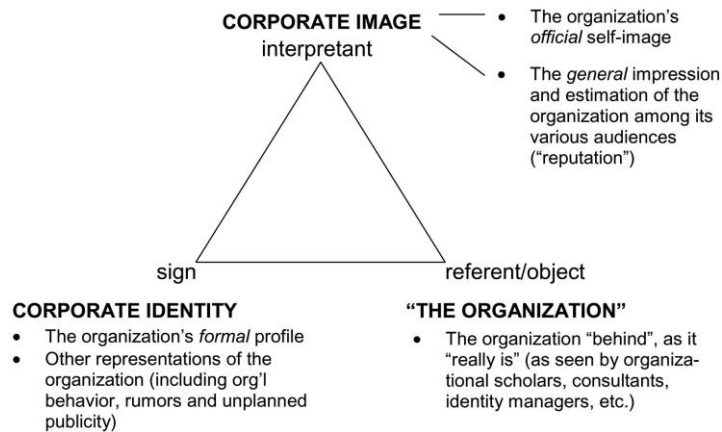 CORPORATE IMAGE
interpretant
• The organization's
official self-image
• The general impression
and estimation of the
organization among its
various audiences
(“reputation”)
sign
referent/object
CORPORATE IDENTITY
• The organization's formal profile
• Other representations of the
organization (including org'l
behavior, rumors and unplanned
publicity)
“THE ORGANIZATION”
• The organization “behind”, as it
“really is” (as seen by organiza-
tional scholars, consultants,
identity managers, etc.)